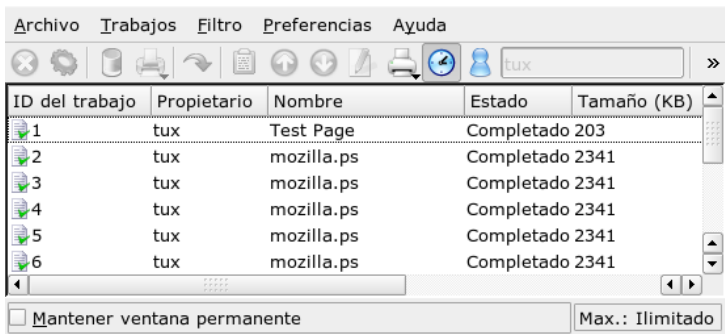 Archivo Trabajos Filtro Preferencias Ayuda
tux »
ID del trabajo Propietario Nombre Estado Tamaño (KB)
1 tux Test Page Completado 203
2 tux mozilla.ps Completado 2341
3 tux mozilla.ps Completado 2341
4 tux mozilla.ps Completado 2341
5 tux mozilla.ps Completado 2341
6 tux mozilla.ps Completado 2341
Mantener ventana permanente Max.: Ilimitado